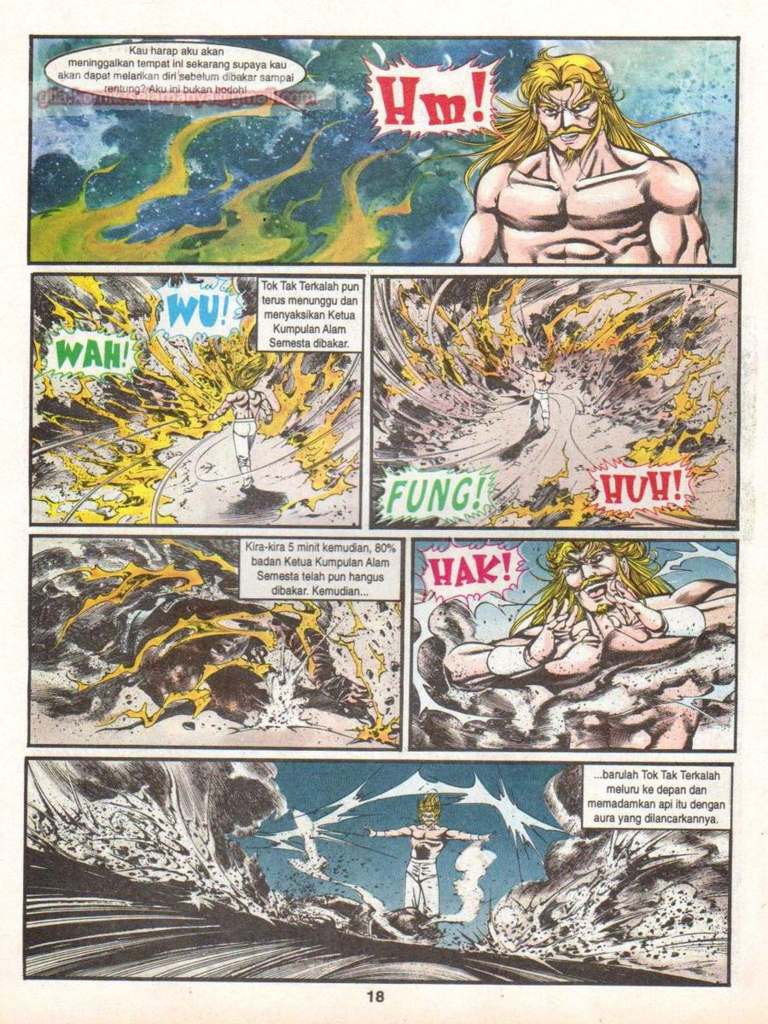 Kau harap aku akan
meninggalkan tempat ini sekarang supaya kau
akan dapat melarikan diri sebelum dibakar sampai
rentung? Aku ini bukan bodoh!
Hm!
WAH!
WU!
Tok Tak Terkalah pun
terus menunggu dan
menyaksikan Ketua
Kumpulan Alam
Semesta dibakar.
FUNG!
HUH!
Kira-kira 5 minit kemudian, 80%
badan Ketua Kumpulan Alam
Semesta telah pun hangus
dibakar. Kemudian...
HAK!
...barulah Tok Tak Terkalah
meluru ke depan dan
memadamkan api itu dengan
aura yang dilancarkannya.
18